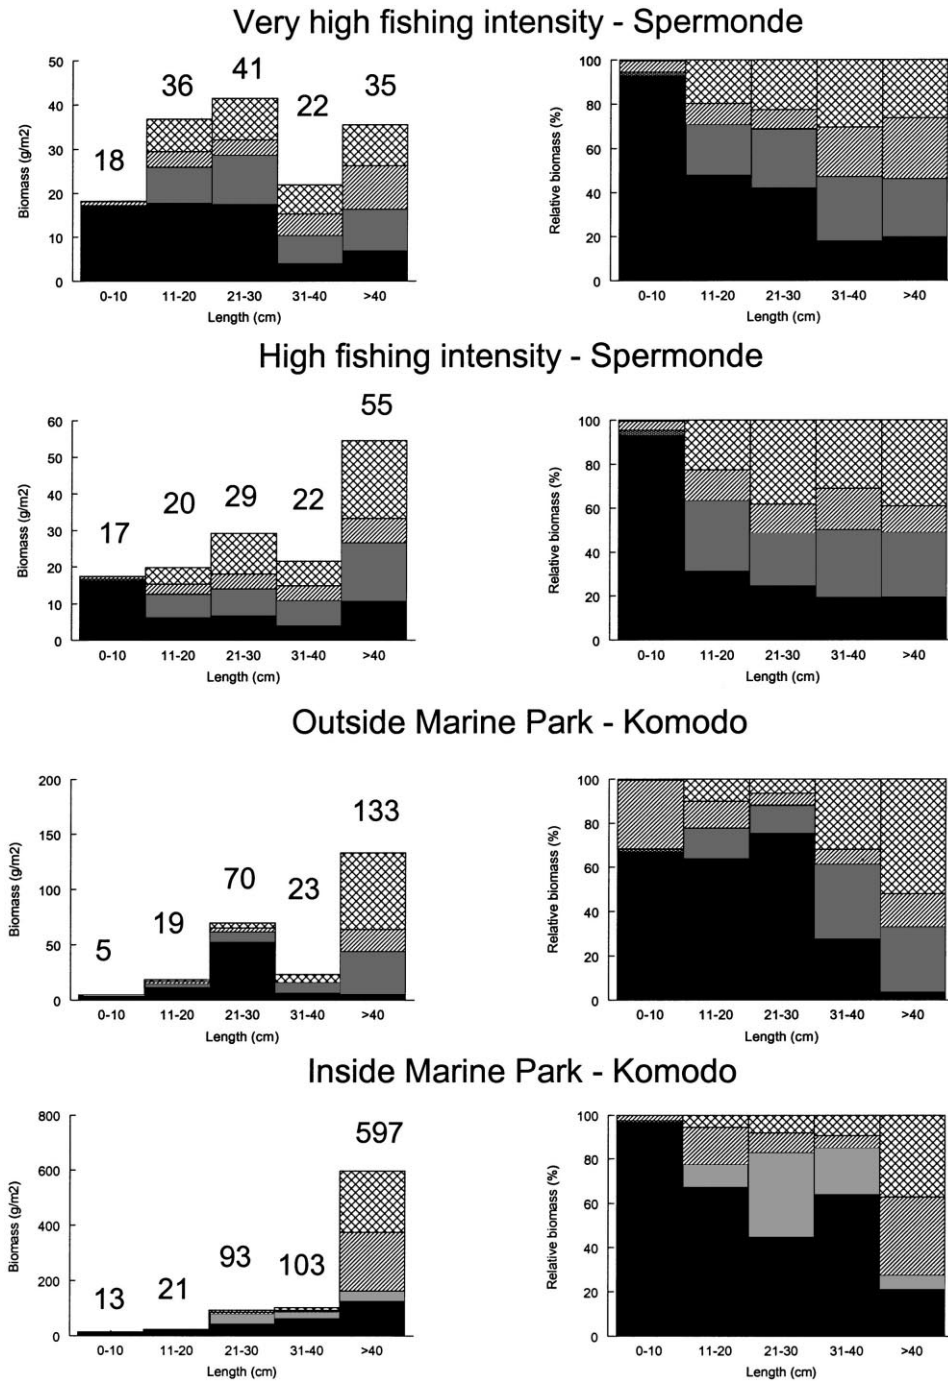 Very high fishing intensity - Spermonde
50
40
30
20
10
0
Biomass (g/m2)
18
36
41
22
35
0-10 11-20 21-30 31-40 >40
Length (cm)
100
80
60
40
20
0
Relative biomass (%)
0-10 11-20 21-30 31-40 >40
Length (cm)
High fishing intensity - Spermonde
60
50
40
30
20
10
0
Biomass (g/m2)
17
20
29
22
55
0-10 11-20 21-30 31-40 >40
Length (cm)
100
80
60
40
20
0
Relative biomass (%)
0-10 11-20 21-30 31-40 >40
Length (cm)
Outside Marine Park - Komodo
200
150
100
50
0
Biomass (g/m2)
5
19
70
23
133
0-10 11-20 21-30 31-40 >40
Length (cm)
100
80
60
40
20
0
Relative biomass (%)
0-10 11-20 21-30 31-40 >40
Length (cm)
Inside Marine Park - Komodo
800
600
400
200
0
Biomass (g/m2)
13
21
93
103
597
0-10 11-20 21-30 31-40 >40
Length (cm)
100
80
60
40
20
0
Relative biomass (%)
0-10 11-20 21-30 31-40 >40
Length (cm)